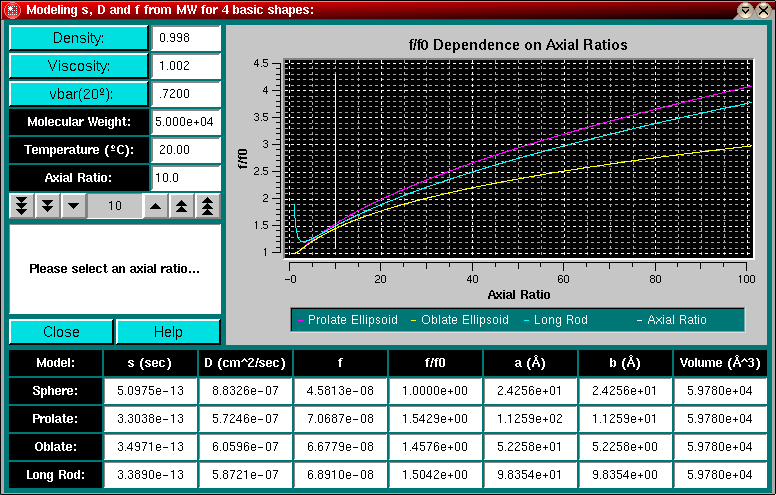 Modeling s, D and f from MW for 4 basic shapes:
Density: 0.998
Viscosity: 1.002
vbar(20º): .7200
Molecular Weight: 5.000e+04
Temperature (ºC): 20.00
Axial Ratio: 10.0
10
Please select an axial ratio...
Close Help
f/f0 Dependence on Axial Ratios
f/f0
4.5
4
3.5
3
2.5
2
1.5
1
−0 20 40 60 80 100
Axial Ratio
Prolate Ellipsoid Oblate Ellipsoid Long Rod Axial Ratio
Model: s (sec) D (cm^2/sec) f f/f0 a (Å) b (Å) Volume (Å^3)
Sphere: 5.0975e−13 8.8326e−07 4.5813e−08 1.0000e+00 2.4256e+01 2.4256e+01 5.9780e+04
Prolate: 3.3038e−13 5.7246e−07 7.0687e−08 1.5429e+00 1.1259e+02 1.1259e+01 5.9780e+04
Oblate: 3.4971e−13 6.0596e−07 6.6779e−08 1.4576e+00 5.2258e+01 5.2258e+00 5.9780e+04
Long Rod: 3.3890e−13 5.8721e−07 6.8910e−08 1.5042e+00 9.8354e+01 9.8354e+00 5.9780e+04